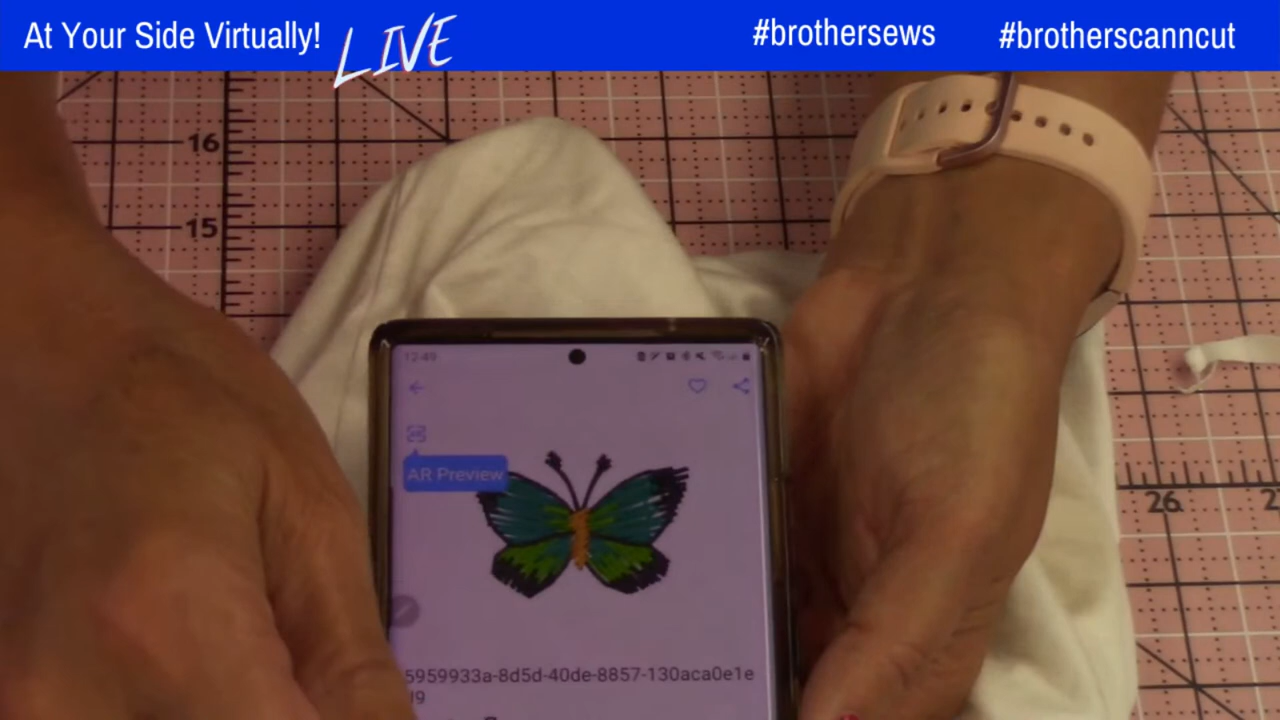 At Your Side Virtually! LIVE #brothersews #brotherscanncut
16
15
12:49
AR Preview
26
5959933a-8d5d-40de-8857-130aca0e1e